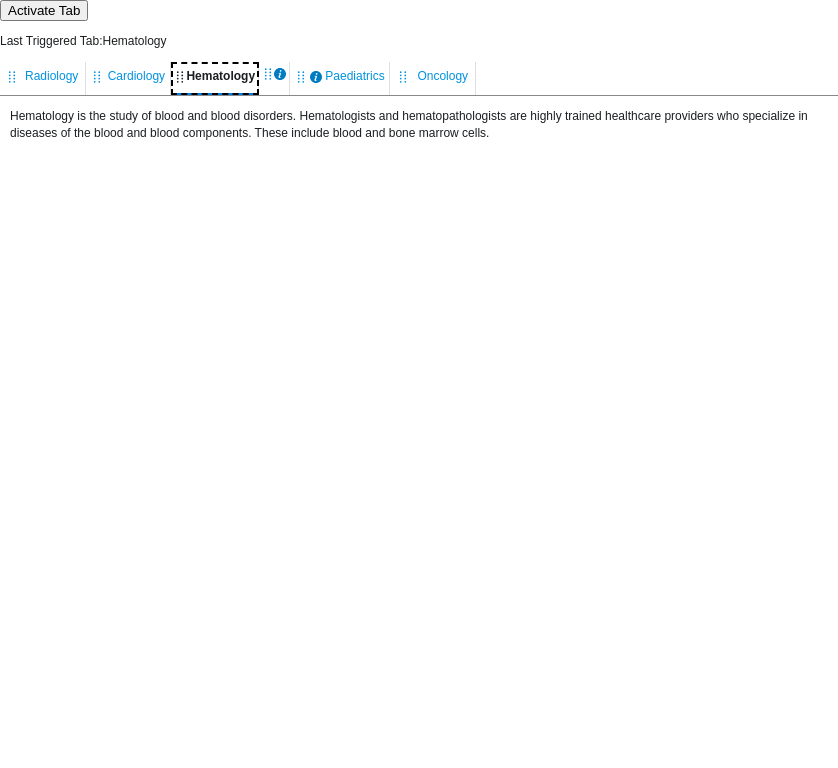 Activate Tab
Last Triggered Tab:Hematology
Radiology Cardiology Hematology Paediatrics Oncology
Hematology is the study of blood and blood disorders. Hematologists and hematopathologists are highly trained healthcare providers who specialize in
diseases of the blood and blood components. These include blood and bone marrow cells.